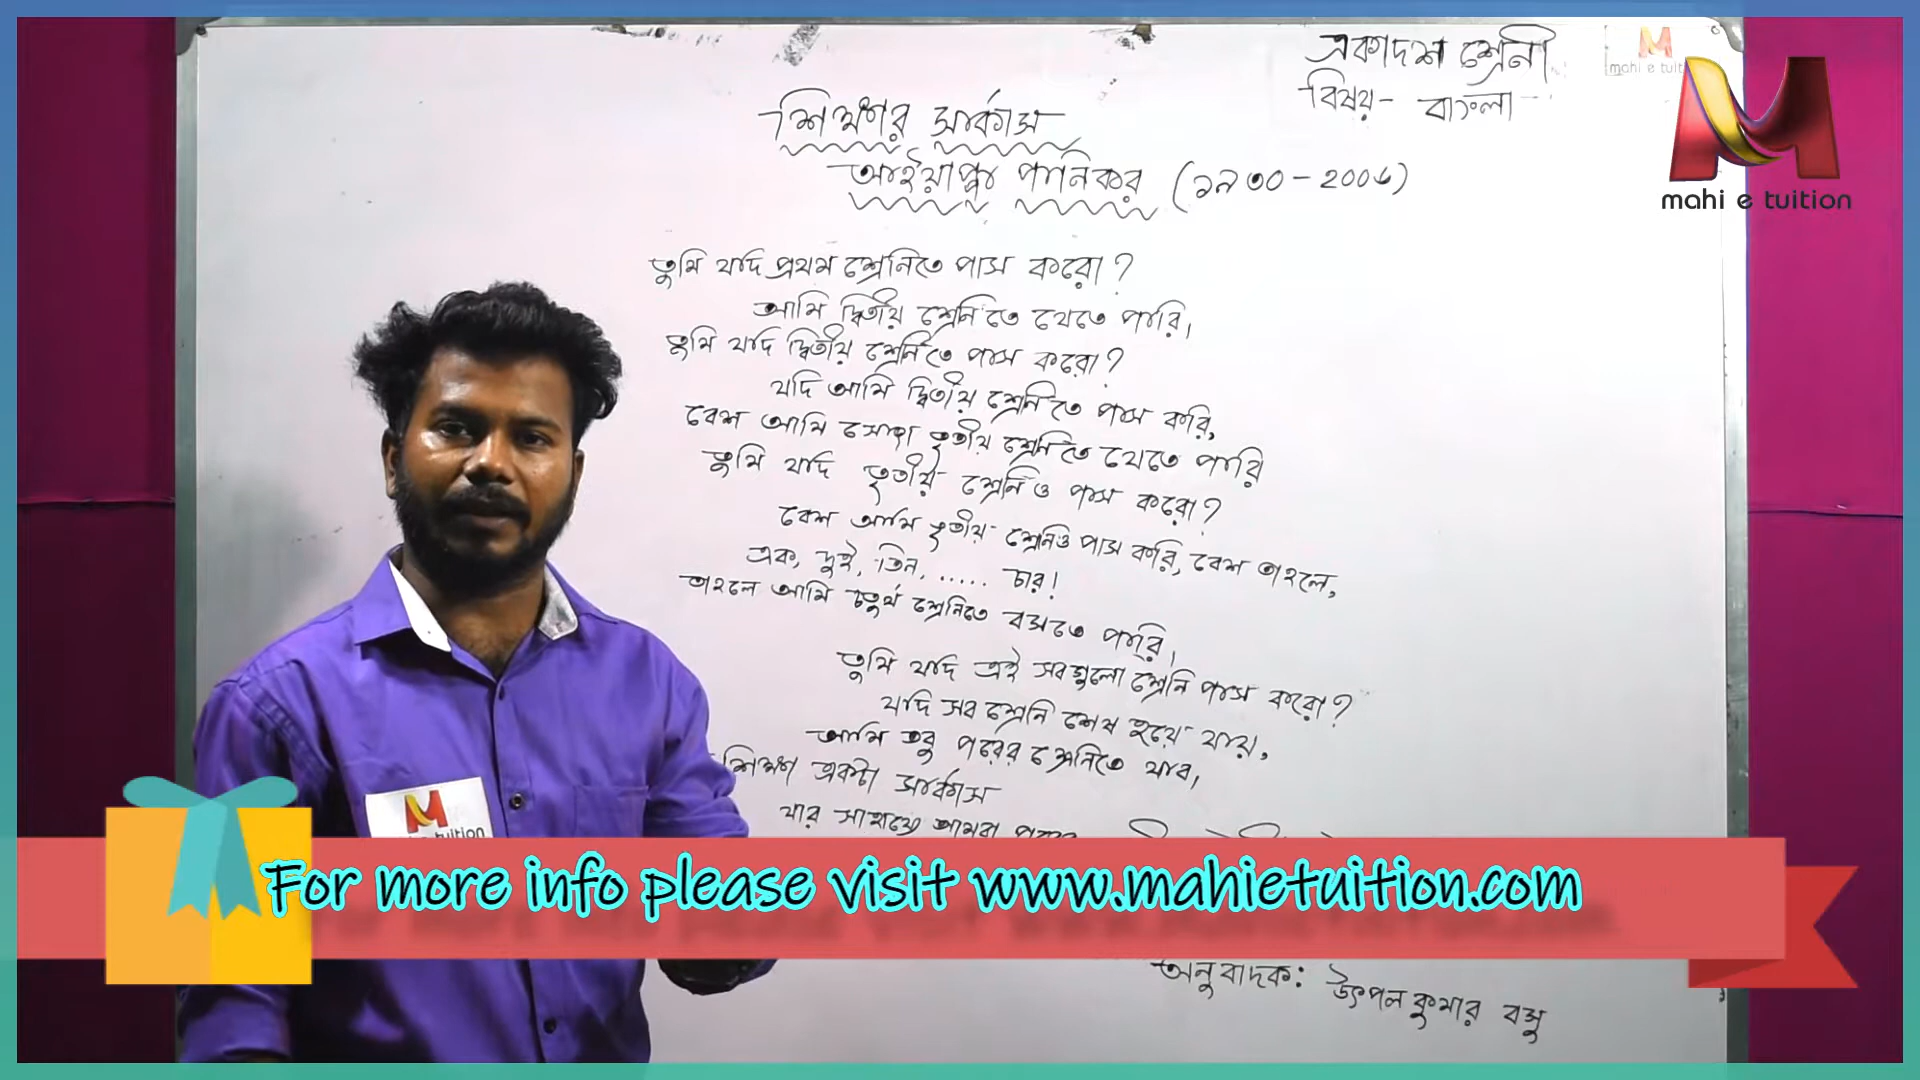 একাদশ শ্রেনী
বিষয়- বাংলা
mahi e tuition
শিক্ষার সার্কাস
আইয়াপ্পা পানিকর (১৯৩০ - 2006)
তুমি যদি প্রথম শ্রেনিতে পাস করো?
আমি দ্বিতীয় শ্রেনিতে যেতে পারি,
তুমি যদি দ্বিতীয় শ্রেনিতে পাস করো?
যদি আমি দ্বিতীয় শ্রেনিতে পাস করি,
বেশ আমি সোজা তৃতীয় শ্রেনিতে যেতে পারি
তুমি যদি তৃতীয় শ্রেনিও পাস করো?
বেশ আমি তৃতীয় শ্রেনিও পাস করি, বেশ তাহলে,
এক, দুই, তিন, ..... চার!
তাহলে আমি চতুর্থ শ্রেনিতে বসতে পারি,
তুমি যদি এই সবগুলো শ্রেনি পাস করো?
যদি সব শ্রেনি শেষ হয়ে যায়,
আমি তবু পরের শ্রেনিতে যাব,
শিক্ষা একটা সার্কাস
যার সাহায্যে আমরা
tuition
For more info please visit www.mahietuition.com
অনুবাদক: উৎপল কুমার বসু